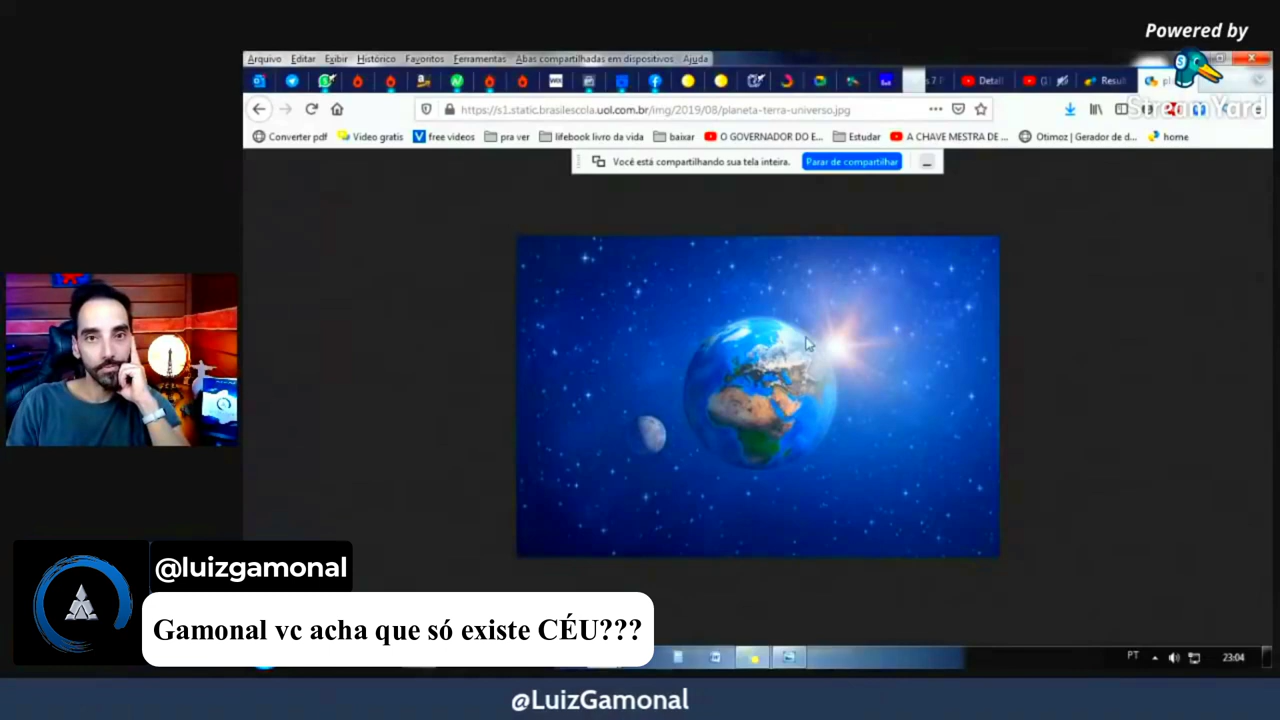 Powered by
StreamYard
Arquivo Editar Exibir Histórico Favoritos Ferramentas Abas compartilhadas em dispositivos Ajuda
Detal
Resu
https://s1.static.brasilescola.uol.com.br/img/2019/08/planeta-terra-universo.jpg
Converter pdf Video gratis free videos pra ver lifebook livro da vida baixar O GOVERNADOR DO E... Estudar A CHAVE MESTRA DE ... Otimoz | Gerador de d... home
Você está compartilhando sua tela inteira. Parar de compartilhar
@luizgamonal
Gamonal vc acha que só existe CÉU???
PT 23:04
@LuizGamonal